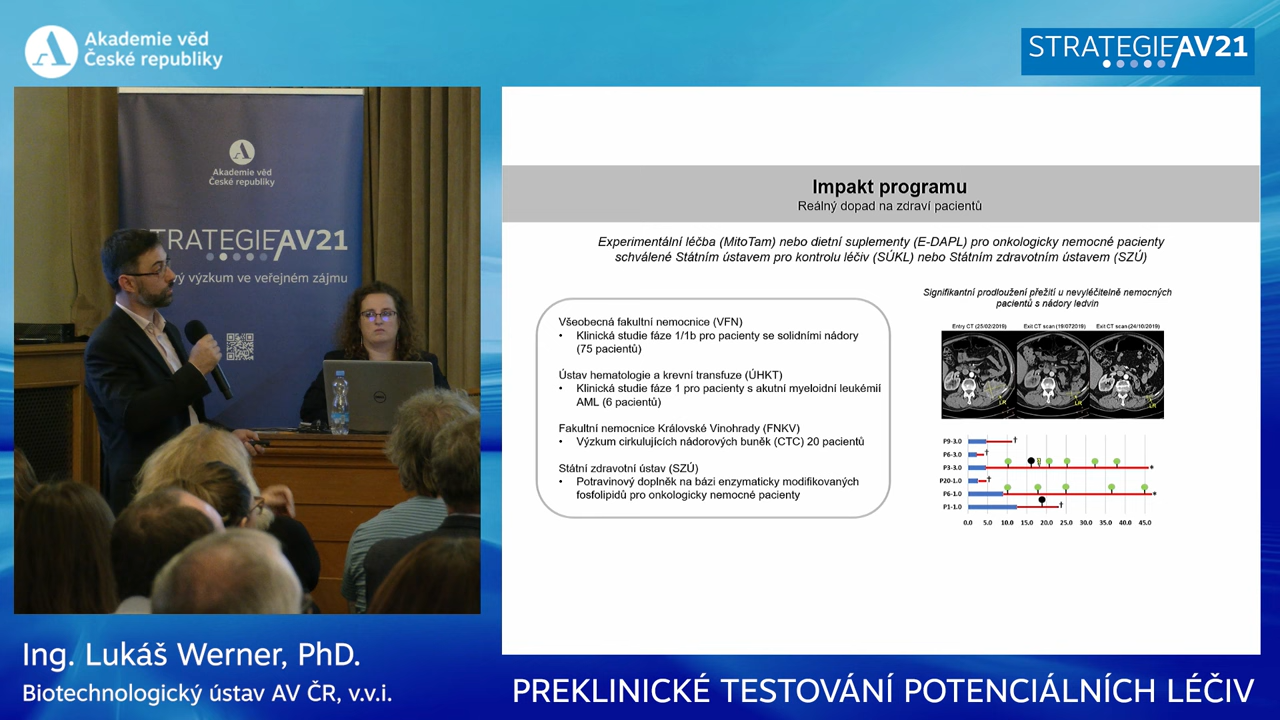 Akademie věd
České republiky
STRATEGIE AV21
Akademie věd
České republiky
STRATEGIE AV21
vý výzkum ve veřejném zájmu
DELL
Impakt programu
Reálný dopad na zdraví pacientů
Experimentální léčba (MitoTam) nebo dietní suplementy (E-DAPL) pro onkologicky nemocné pacienty
schválené Státním ústavem pro kontrolu léčiv (SÚKL) nebo Státním zdravotním ústavem (SZÚ)
Všeobecná fakultní nemocnice (VFN)
• Klinická studie fáze 1/1b pro pacienty se solidními nádory
(75 pacientů)
Ústav hematologie a krevní transfuze (ÚHKT)
• Klinická studie fáze 1 pro pacienty s akutní myeloidní leukémií
AML (6 pacientů)
Fakultní nemocnice Královské Vinohrady (FNKV)
• Výzkum cirkulujících nádorových buněk (CTC) 20 pacientů
Státní zdravotní ústav (SZÚ)
• Potravinový doplněk na bázi enzymaticky modifikovaných
fosfolipidů pro onkologicky nemocné pacienty
Signifikantní prodloužení přežití u nevyléčitelně nemocných
pacientů s nádory ledvin
Entry CT (25/02/2019) Exit CT scan (19/072019) Exit CT scan (24/10/2019)
LR LR LR
P9-3.0 †
P6-3.0 †
P3-3.0 *
P20-1.0 †
P6-1.0 *
P1-1.0 †
0.0 5.0 10.0 15.0 20.0 25.0 30.0 35.0 40.0 45.0
Ing. Lukáš Werner, PhD.
Biotechnologický ústav AV ČR, v.v.i.
PREKLINICKÉ TESTOVÁNÍ POTENCIÁLNÍCH LÉČIV